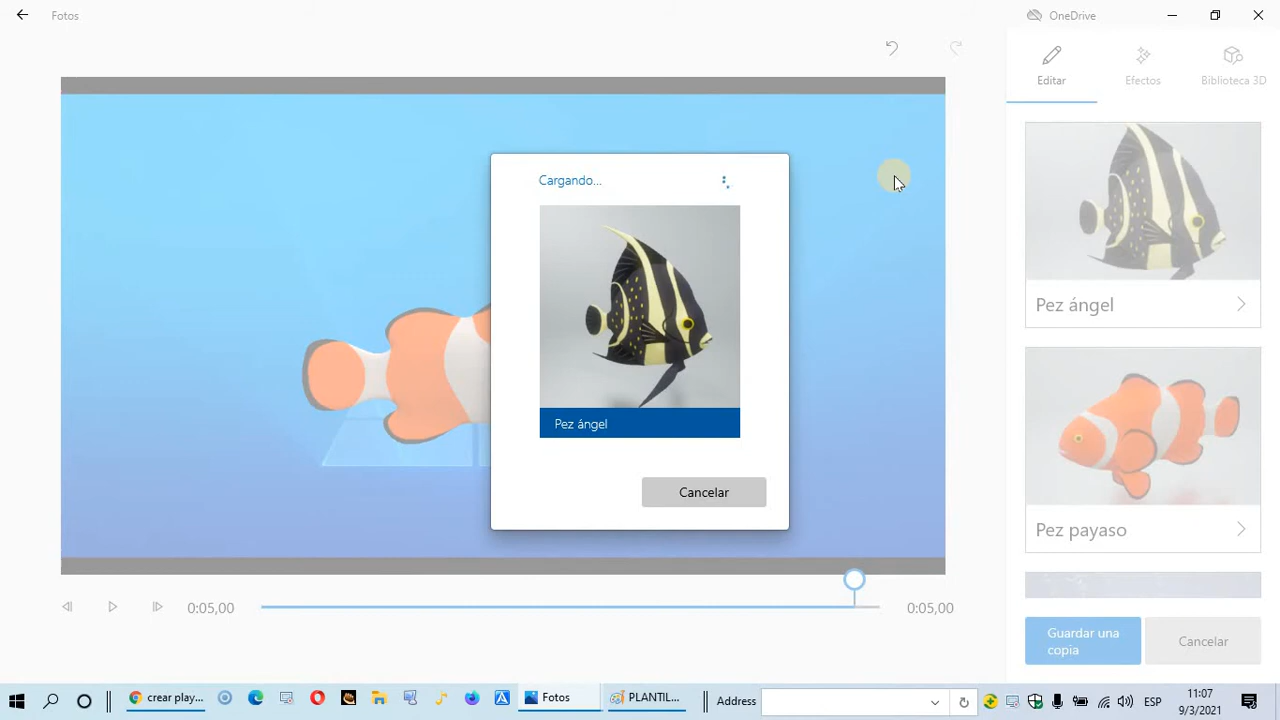 Fotos
OneDrive
Editar
Efectos
Biblioteca 3D
Cargando...
Pez ángel
Cancelar
Pez ángel
Pez payaso
0:05,00
0:05,00
Guardar una
copia
Cancelar
crear play...
Fotos
PLANTIL...
Address
ESP
11:07
9/3/2021